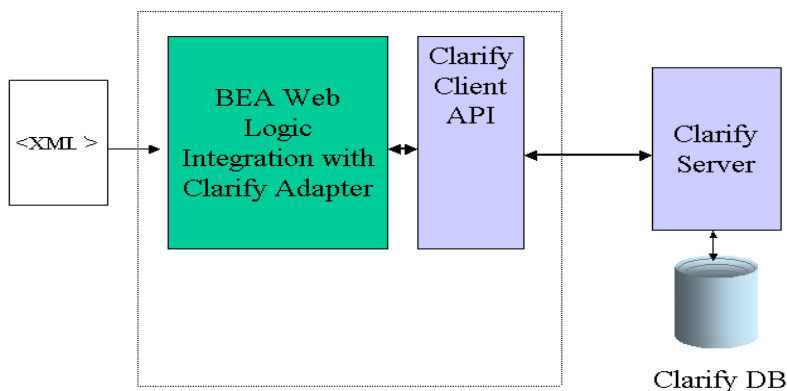 <XML >
BEA Web
Logic
Integration with
Clarify Adapter
Clarify
Client
API
Clarify
Server
Clarify DB